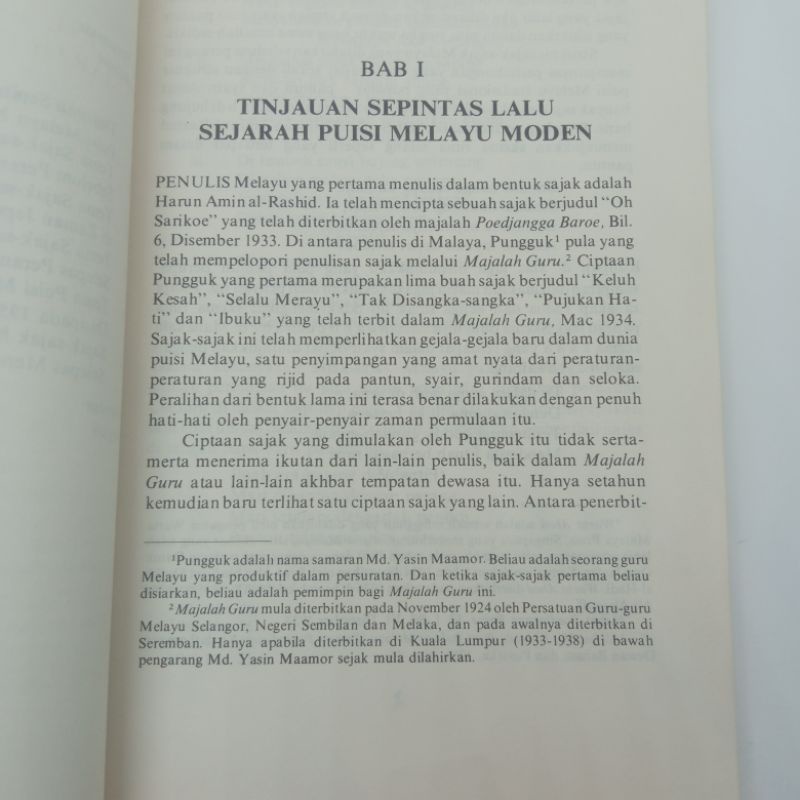 BAB I
TINJAUAN SEPINTAS LALU
SEJARAH PUISI MELAYU MODEN
PENULIS Melayu yang pertama menulis dalam bentuk sajak adalah
Harun Amin al-Rashid. Ia telah mencipta sebuah sajak berjudul “Oh
Sarikoe” yang telah diterbitkan oleh majalah Poedjangga Baroe, Bil.
6, Disember 1933. Di antara penulis di Malaya, Pungguk¹ pula yang
telah mempelopori penulisan sajak melalui Majalah Guru.² Ciptaan
Pungguk yang pertama merupakan lima buah sajak berjudul “Keluh
Kesah”, “Selalu Merayu”, “Tak Disangka-sangka”, “Pujukan Ha-
ti” dan “Ibuku” yang telah terbit dalam Majalah Guru, Mac 1934.
Sajak-sajak ini telah memperlihatkan gejala-gejala baru dalam dunia
puisi Melayu, satu penyimpangan yang amat nyata dari peraturan-
peraturan yang rijid pada pantun, syair, gurindam dan seloka.
Peralihan dari bentuk lama ini terasa benar dilakukan dengan penuh
hati-hati oleh penyair-penyair zaman permulaan itu.
Ciptaan sajak yang dimulakan oleh Pungguk itu tidak serta-
merta menerima ikutan dari lain-lain penulis, baik dalam Majalah
Guru atau lain-lain akhbar tempatan dewasa itu. Hanya setahun
kemudian baru terlihat satu ciptaan sajak yang lain. Antara penerbit-
¹Pungguk adalah nama samaran Md. Yasin Maamor. Beliau adalah seorang guru
Melayu yang produktif dalam persuratan. Dan ketika sajak-sajak pertama beliau
disiarkan, beliau adalah pemimpin bagi Majalah Guru ini.
²Majalah Guru mula diterbitkan pada November 1924 oleh Persatuan Guru-guru
Melayu Selangor, Negeri Sembilan dan Melaka, dan pada awalnya diterbitkan di
Seremban. Hanya apabila diterbitkan di Kuala Lumpur (1933-1938) di bawah
pengarang Md. Yasin Maamor sejak mula dilahirkan.